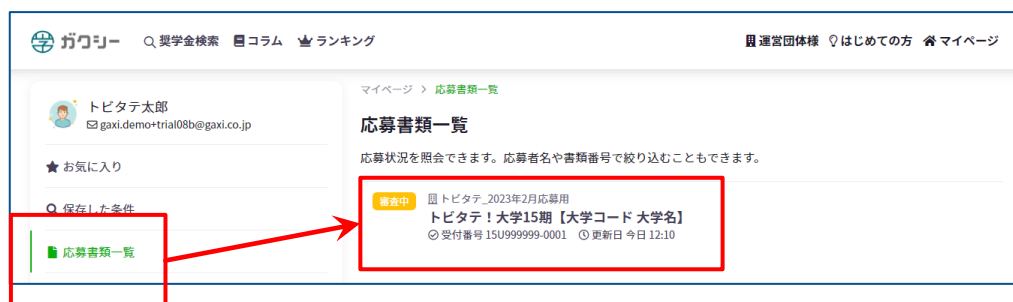 ガクシー 奨学金検索 コラム ランキング 運営団体様 はじめての方 マイページ
トビタテ太郎
gaxi.demo+trial08b@gaxi.co.jp
お気に入り
保存した条件
応募書類一覧
マイページ > 応募書類一覧
応募書類一覧
応募状況を照会できます。応募者名や書類番号で絞り込むこともできます。
審査中 トビタテ_2023年2月応募用
トビタテ!大学15期【大学コード 大学名】
受付番号 15U999999-0001 更新日 今日 12:10